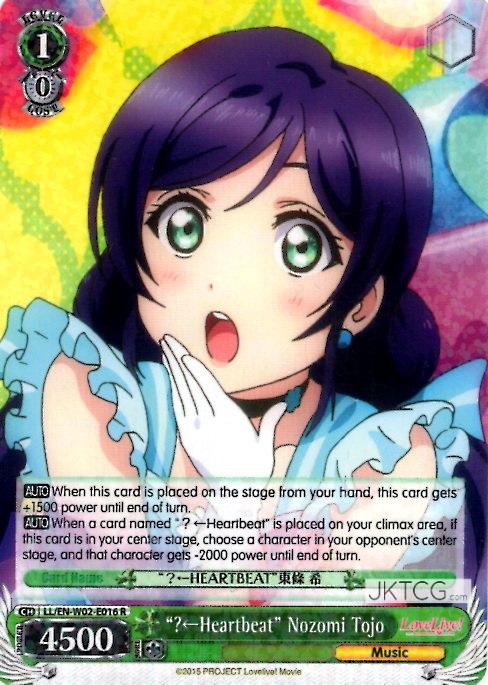 LEVEL
1
0
COST
AUTO When this card is placed on the stage from your hand, this card gets
+1500 power until end of turn.
AUTO When a card named "?←Heartbeat" is placed on your climax area, if
this card is in your center stage, choose a character in your opponent's center
stage, and that character gets -2000 power until end of turn.
Card Name "?←HEARTBEAT"東條 希
JKTCG.com
CH LL/EN-W02-E016 R
4500
"?←Heartbeat" Nozomi Tojo
LoveLive!
Music
©2015 PROJECT Lovelive! Movie